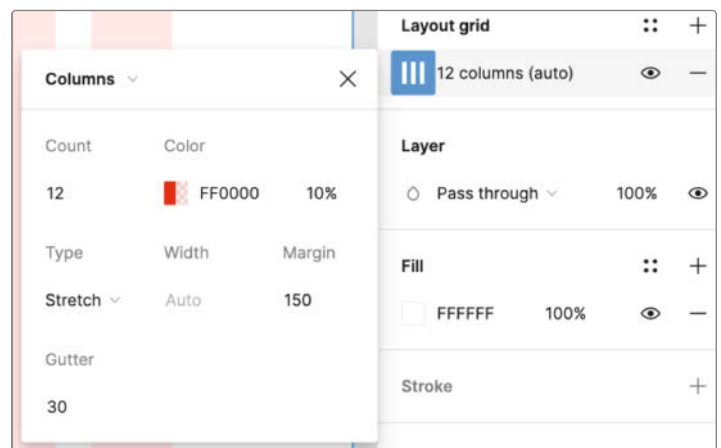 Columns
Count Color
12 FF0000 10%
Type Width Margin
Stretch Auto 150
Gutter
30
Layout grid
12 columns (auto)
Layer
Pass through 100%
Fill
FFFFFF 100%
Stroke